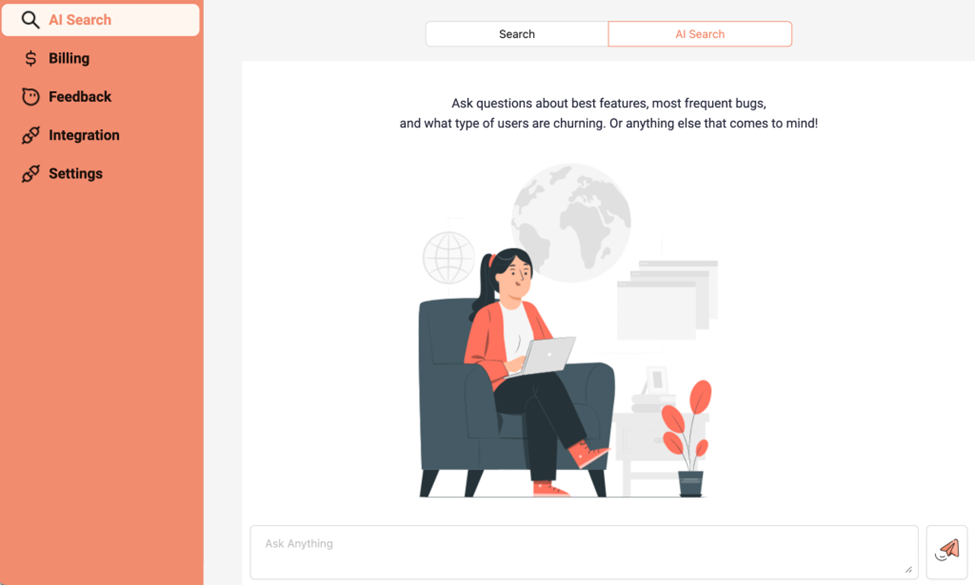 AI Search
Billing
Feedback
Integration
Settings
Search
AI Search
Ask questions about best features, most frequent bugs,
and what type of users are churning. Or anything else that comes to mind!
Ask Anything